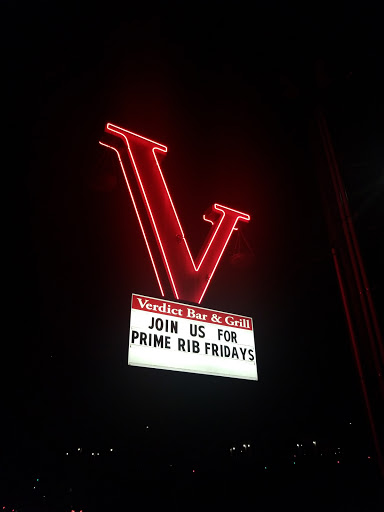 V
Verdict Bar & Grill
JOIN US FOR
PRIME RIB FRIDAYS